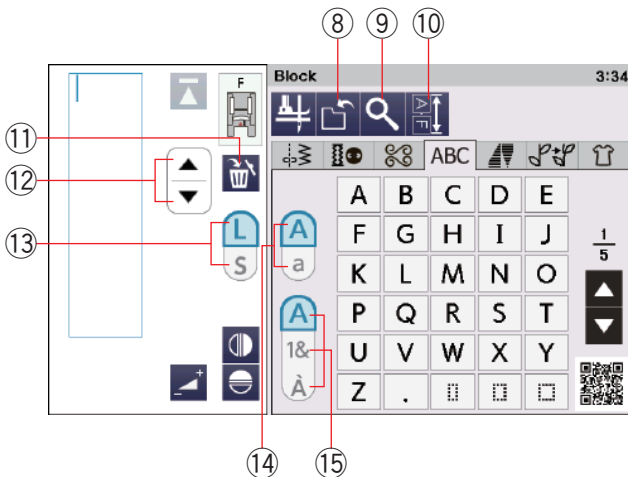 ⑧ ⑨ ⑩
Block 3:34
F
A F
⑪
⑫
⑬
ABC
L
S
A
a
A
1&
À
A B C D E
F G H I J
K L M N O
P Q R S T
U V W X Y
Z .
1
5
⑭ ⑮